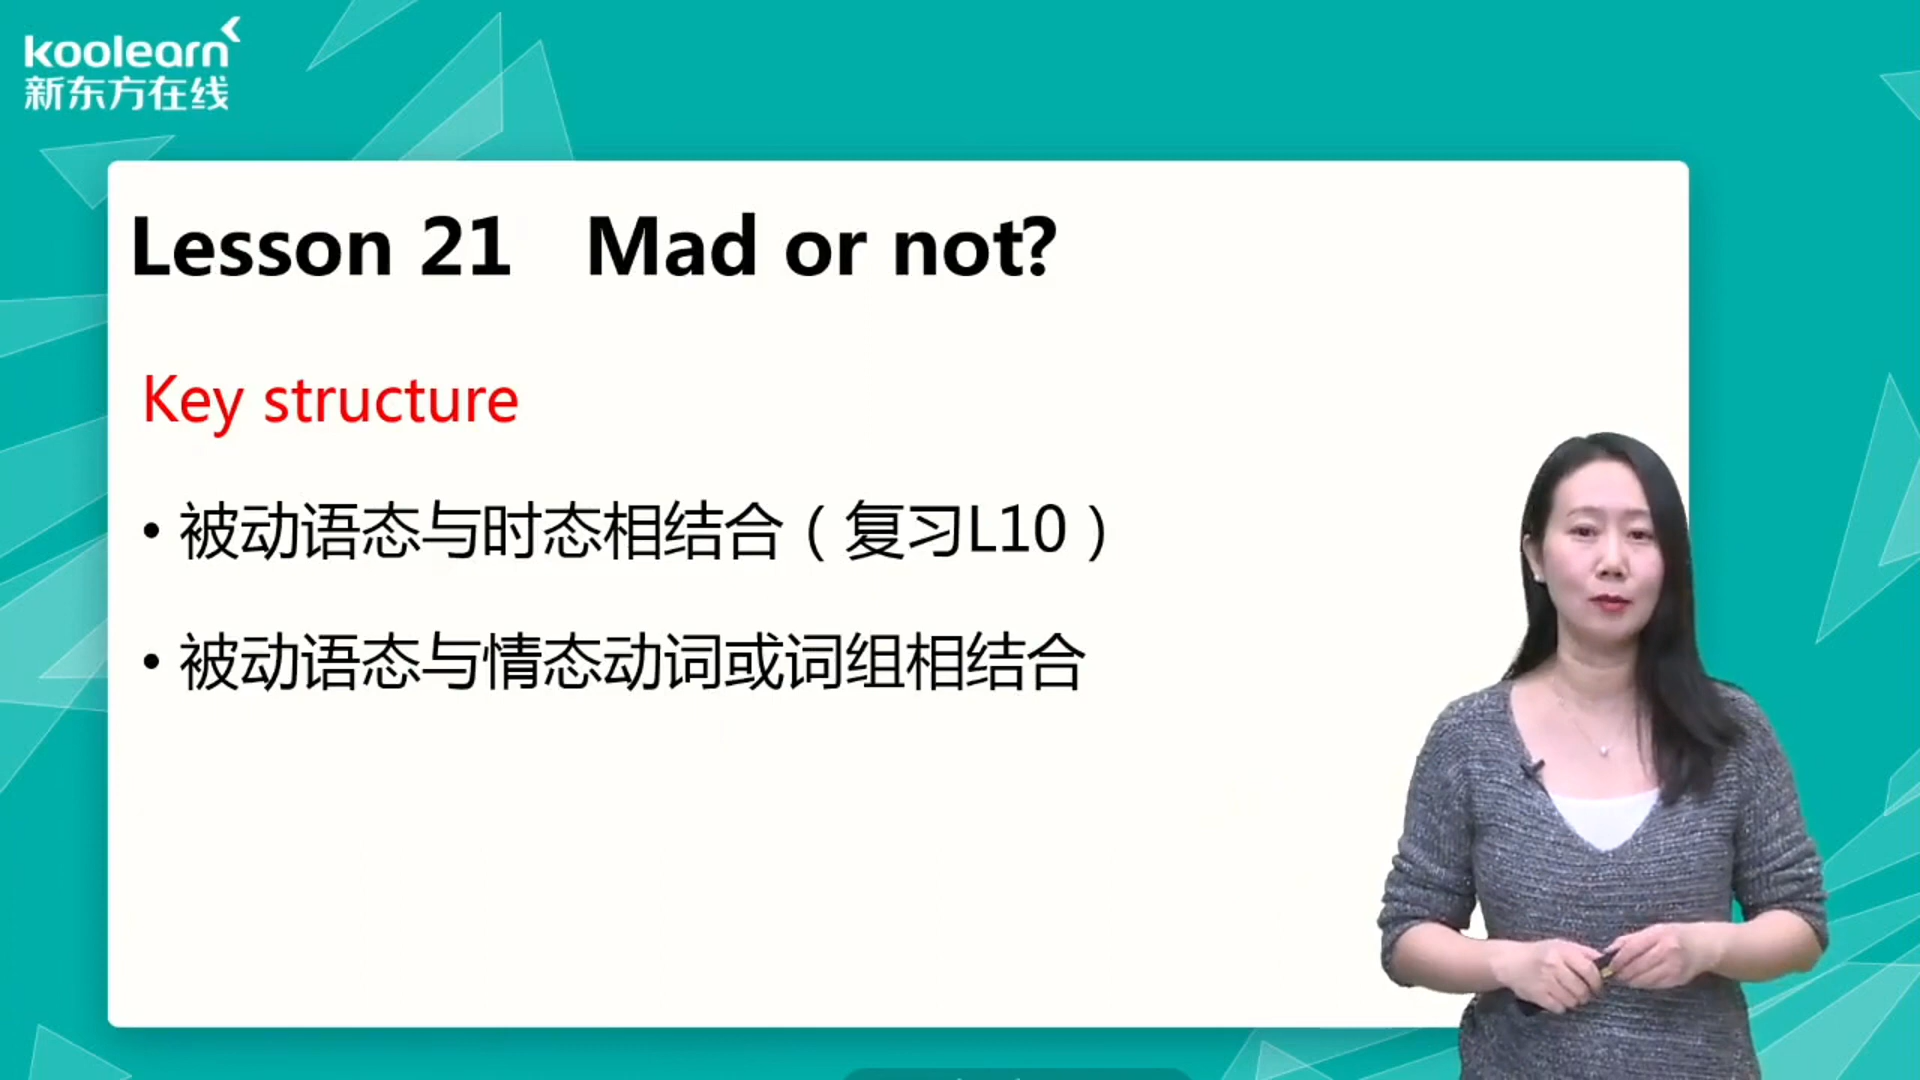 koolearn
新东方在线
Lesson 21 Mad or not?
Key structure
• 被动语态与时态相结合（复习L10）
• 被动语态与情态动词或词组相结合